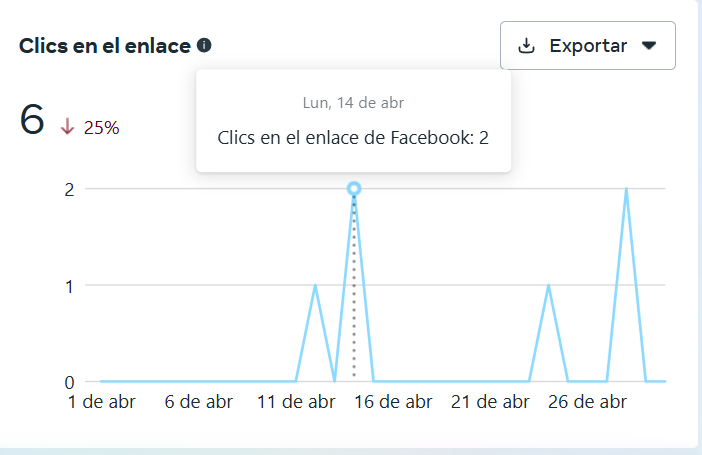 Clics en el enlace
Exportar
Lun, 14 de abr
Clics en el enlace de Facebook: 2
6 ↓ 25%
2
1
0
1 de abr 6 de abr 11 de abr 16 de abr 21 de abr 26 de abr